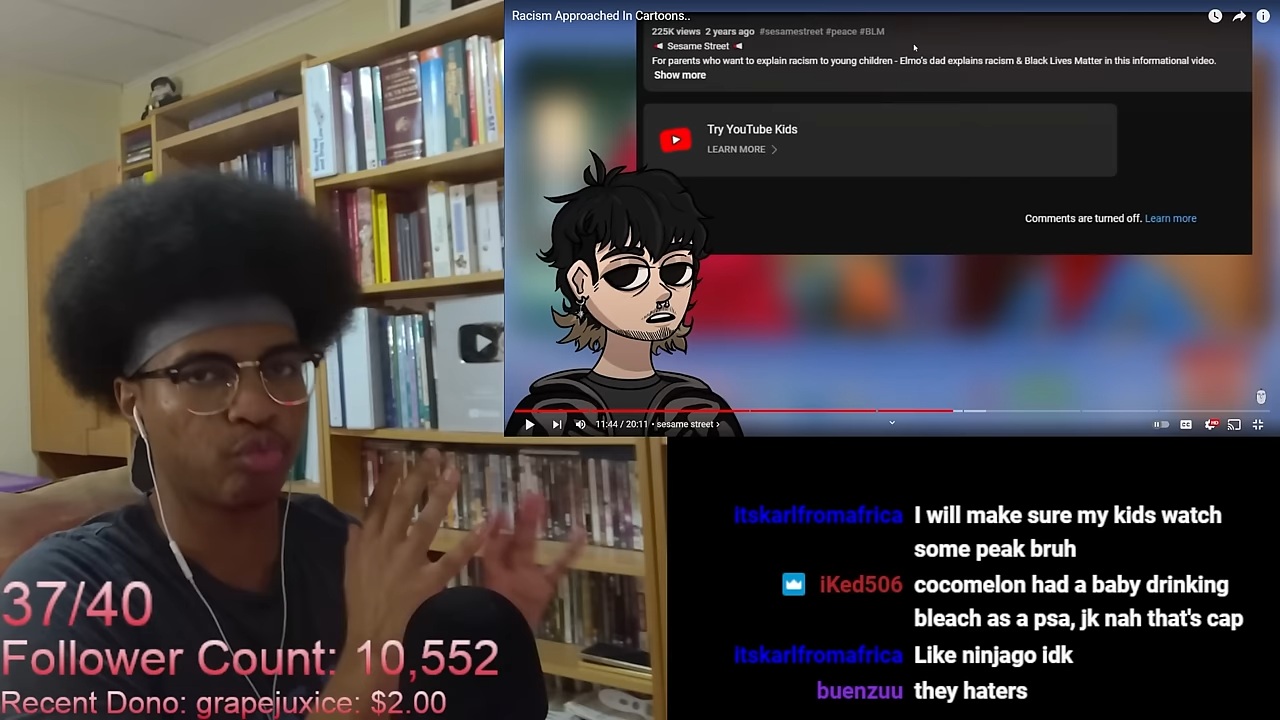 Racism Approached In Cartoons..
225K views 2 years ago #sesamestreet #peace #BLM
Sesame Street
For parents who want to explain racism to young children - Elmo's dad explains racism & Black Lives Matter in this informational video.
Show more
Try YouTube Kids
LEARN MORE
Comments are turned off. Learn more
11:44 / 20:11 • sesame street ›
CC
HD
itskarlfromafrica I will make sure my kids watch
some peak bruh
iKed506 cocomelon had a baby drinking
bleach as a psa, jk nah that's cap
itskarlfromafrica Like ninjago idk
buenzuu they haters
37/40
Follower Count: 10,552
Recent Dono: grapejuxice: $2.00